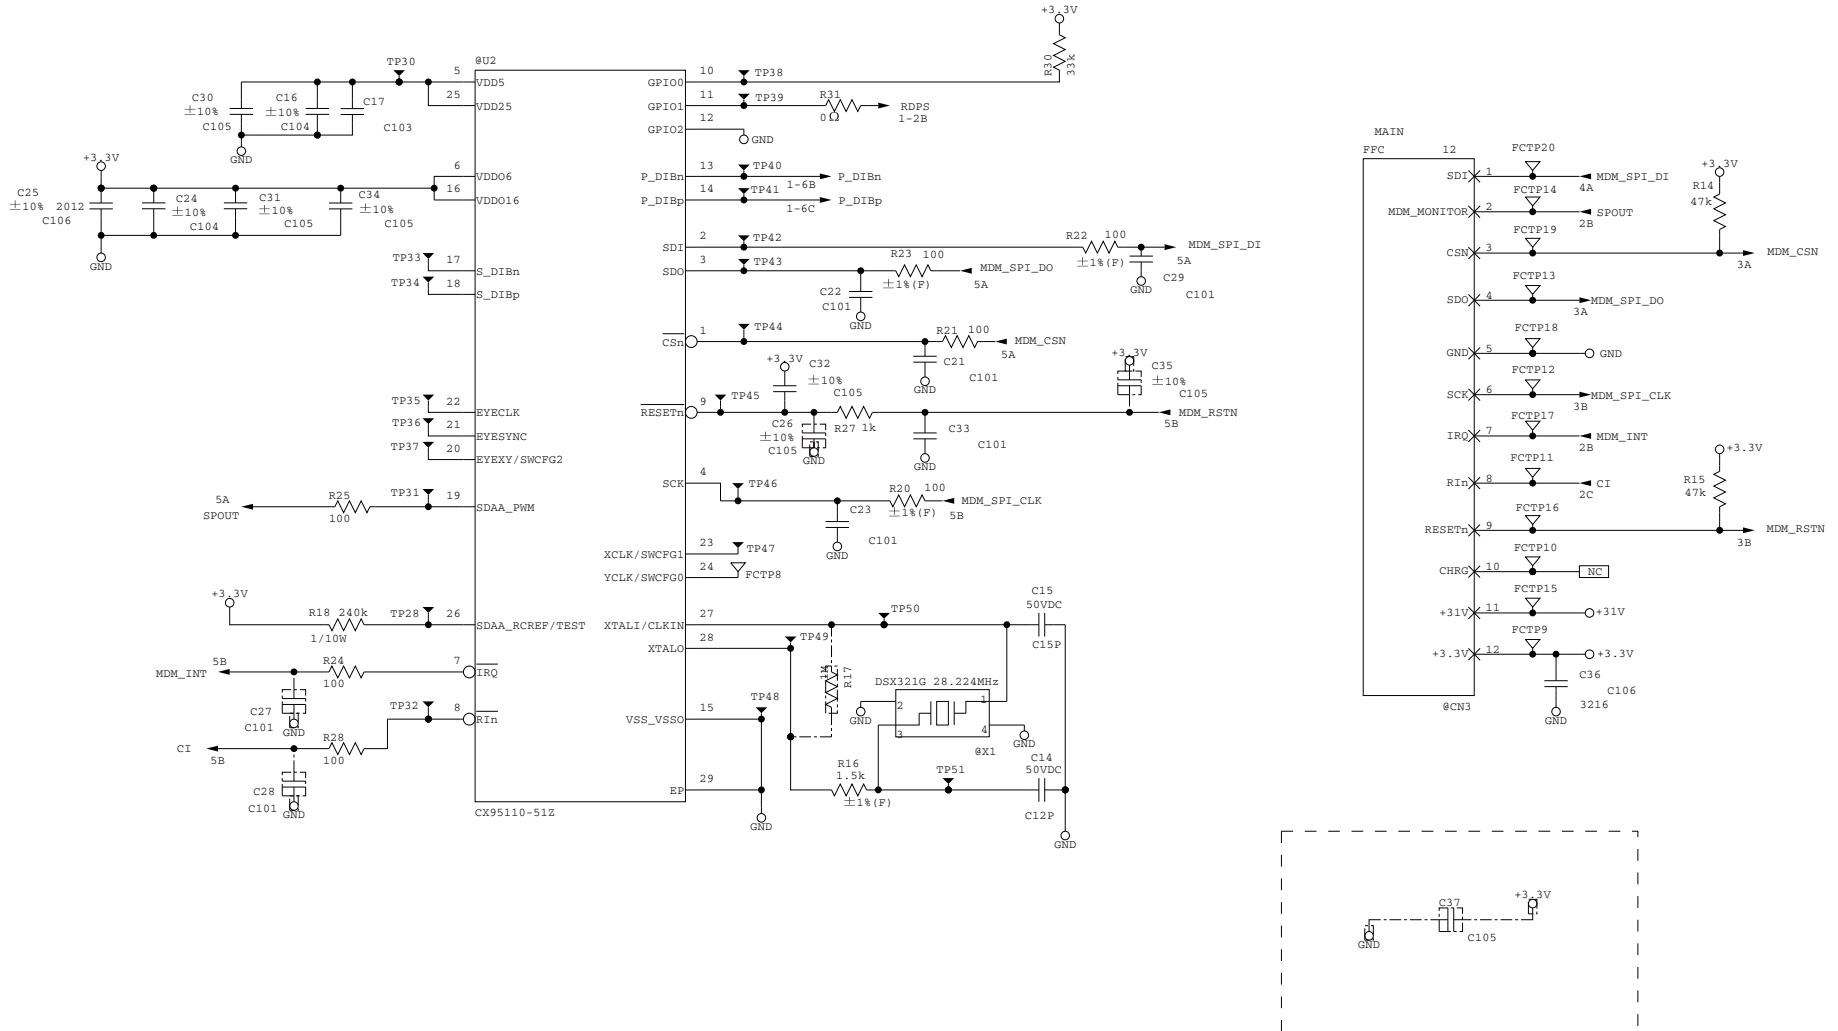 +3.3V
R30
33k
@U2
TP30
5
VDD5
25
VDD25
C30
±10%
C105
C16
±10%
C104
C17
C103
GND
+3.3V
6
VDDO6
16
VDDO16
C25
±10% 2012
C106
C24
±10%
C104
C31
±10%
C105
C34
±10%
C105
GND
TP33
17
S_DIBn
TP34
18
S_DIBp
TP35
22
EYECLK
TP36
21
EYESYNC
TP37
20
EYEXY/SWCFG2
5A
SPOUT
R25
100
TP31
19
SDAA_PWM
+3.3V
R18 240k
1/10W
TP28
26
SDAA_RCREF/TEST
MDM_INT
5B
R24
100
7
IRQ
C27
C101
GND
TP32
8
RIn
CI
5B
R28
100
C28
C101
GND
CX95110-51Z
GPIO0
10
TP38
GPIO1
11
TP39
R31
0Ω
RDPS
1-2B
GPIO2
12
GND
P_DIBn
13
TP40
1-6B
P_DIBn
P_DIBp
14
TP41
1-6C
P_DIBp
SDI
2
TP42
R22 100
±1%(F)
MDM_SPI_DI
5A
C29
C101
GND
SDO
3
TP43
R23 100
±1%(F)
MDM_SPI_DO
5A
C22
C101
GND
CSn
1
TP44
R21 100
MDM_CSN
5A
C21
C101
GND
RESETn
9
TP45
+3.3V
C32
±10%
C105
C26
±10%
C105
GND
R27 1k
C33
C101
GND
+3.3V
C35
±10%
C105
MDM_RSTN
5B
SCK
4
TP46
R20 100
±1%(F)
MDM_SPI_CLK
5B
C23
C101
GND
XCLK/SWCFG1
23
TP47
YCLK/SWCFG0
24
FCTP8
XTALI/CLKIN
27
TP50
XTALO
28
TP49
1M
R17
C15
50VDC
C15P
DSX321G 28.224MHz
1
2
3
4
GND
GND
@X1
VSS_VSSO
15
TP48
EP
29
GND
R16
1.5k
±1%(F)
TP51
C14
50VDC
C12P
GND
MAIN
FFC
12
SDI
1
FCTP20
MDM_SPI_DI
4A
MDM_MONITOR
2
FCTP14
SPOUT
2B
CSN
3
FCTP19
+3.3V
R14
47k
MDM_CSN
3A
SDO
4
FCTP13
MDM_SPI_DO
3A
GND
5
FCTP18
GND
SCK
6
FCTP12
MDM_SPI_CLK
3B
IRQ
7
FCTP17
MDM_INT
2B
RIn
8
FCTP11
CI
2C
RESETn
9
FCTP16
+3.3V
R15
47k
MDM_RSTN
3B
CHRG
10
FCTP10
NC
+31V
11
FCTP15
+31V
+3.3V
12
FCTP9
+3.3V
C36
C106
3216
GND
@CN3
+3.3V
C37
C105
GND